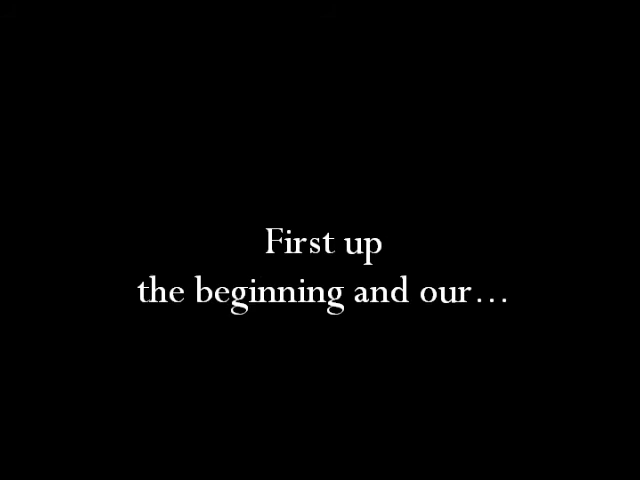 First up
the beginning and our…